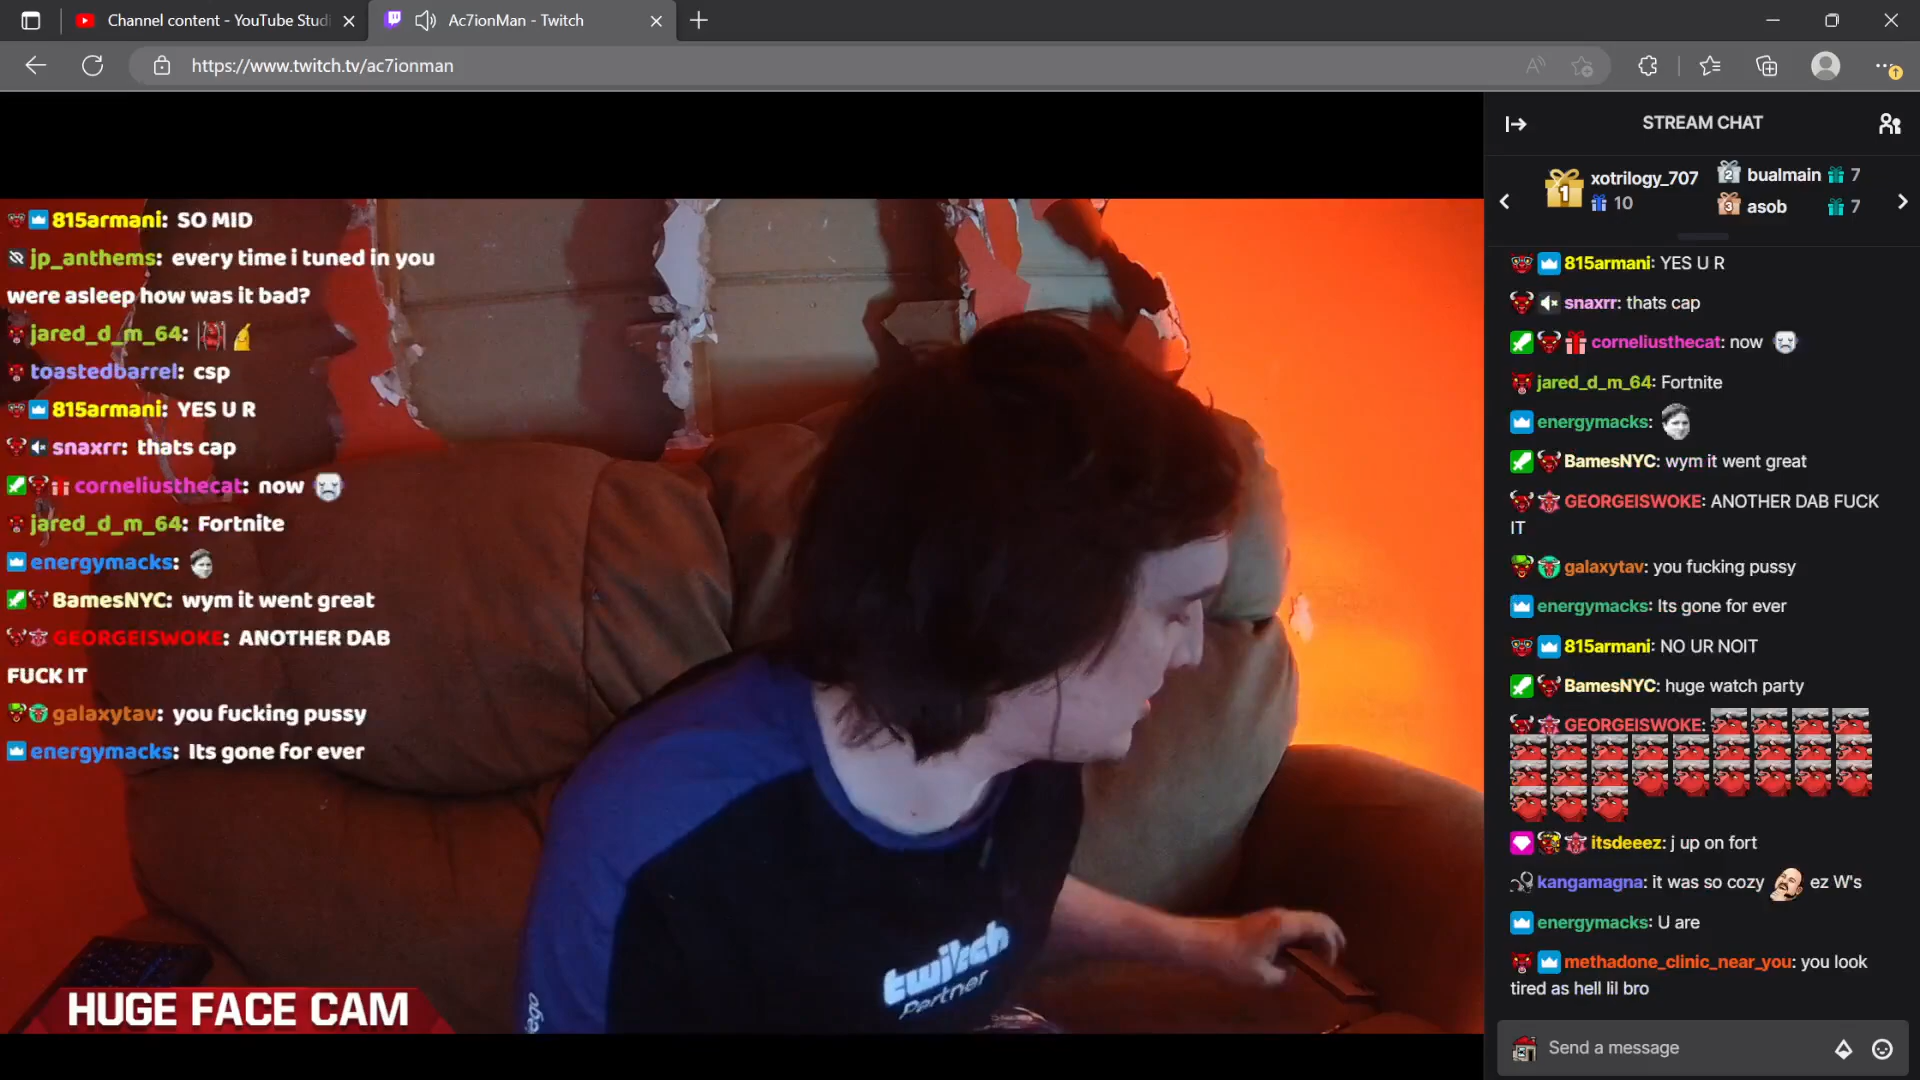 Channel content - YouTube Stud
Ac7ionMan - Twitch
https://www.twitch.tv/ac7ionman
815armani: SO MID
jp_anthems: every time i tuned in you
were asleep how was it bad?
jared_d_m_64:
toastedbarrel: csp
815armani: YES U R
snaxrr: thats cap
corneliusthecat: now
jared_d_m_64: Fortnite
energymacks:
BamesNYC: wym it went great
GEORGEISWOKE: ANOTHER DAB
FUCK IT
galaxytav: you fucking pussy
energymacks: Its gone for ever
twitch
Partner
iego
HUGE FACE CAM
STREAM CHAT
1 xotrilogy_707
10
2 bualmain 7
3 asob 7
815armani: YES U R
snaxrr: thats cap
corneliusthecat: now
jared_d_m_64: Fortnite
energymacks:
BamesNYC: wym it went great
GEORGEISWOKE: ANOTHER DAB FUCK
IT
galaxytav: you fucking pussy
energymacks: Its gone for ever
815armani: NO UR NOIT
BamesNYC: huge watch party
GEORGEISWOKE:
itsdeeez: j up on fort
kangamagna: it was so cozy ez W's
energymacks: U are
methadone_clinic_near_you: you look
tired as hell lil bro
Send a message